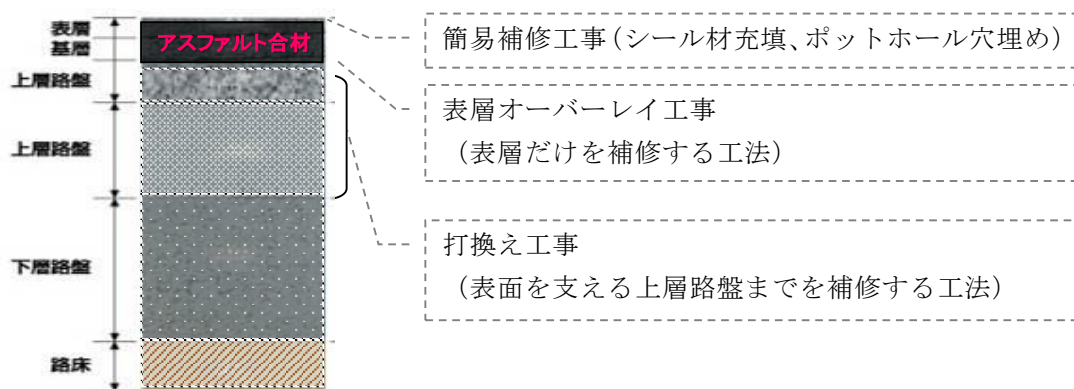 表層
基層
上層路盤
上層路盤
下層路盤
路床
アスファルト合材
簡易補修工事(シール材充填、ポットホール穴埋め)
表層オーバーレイ工事
(表層だけを補修する工法)
打換え工事
(表面を支える上層路盤までを補修する工法)